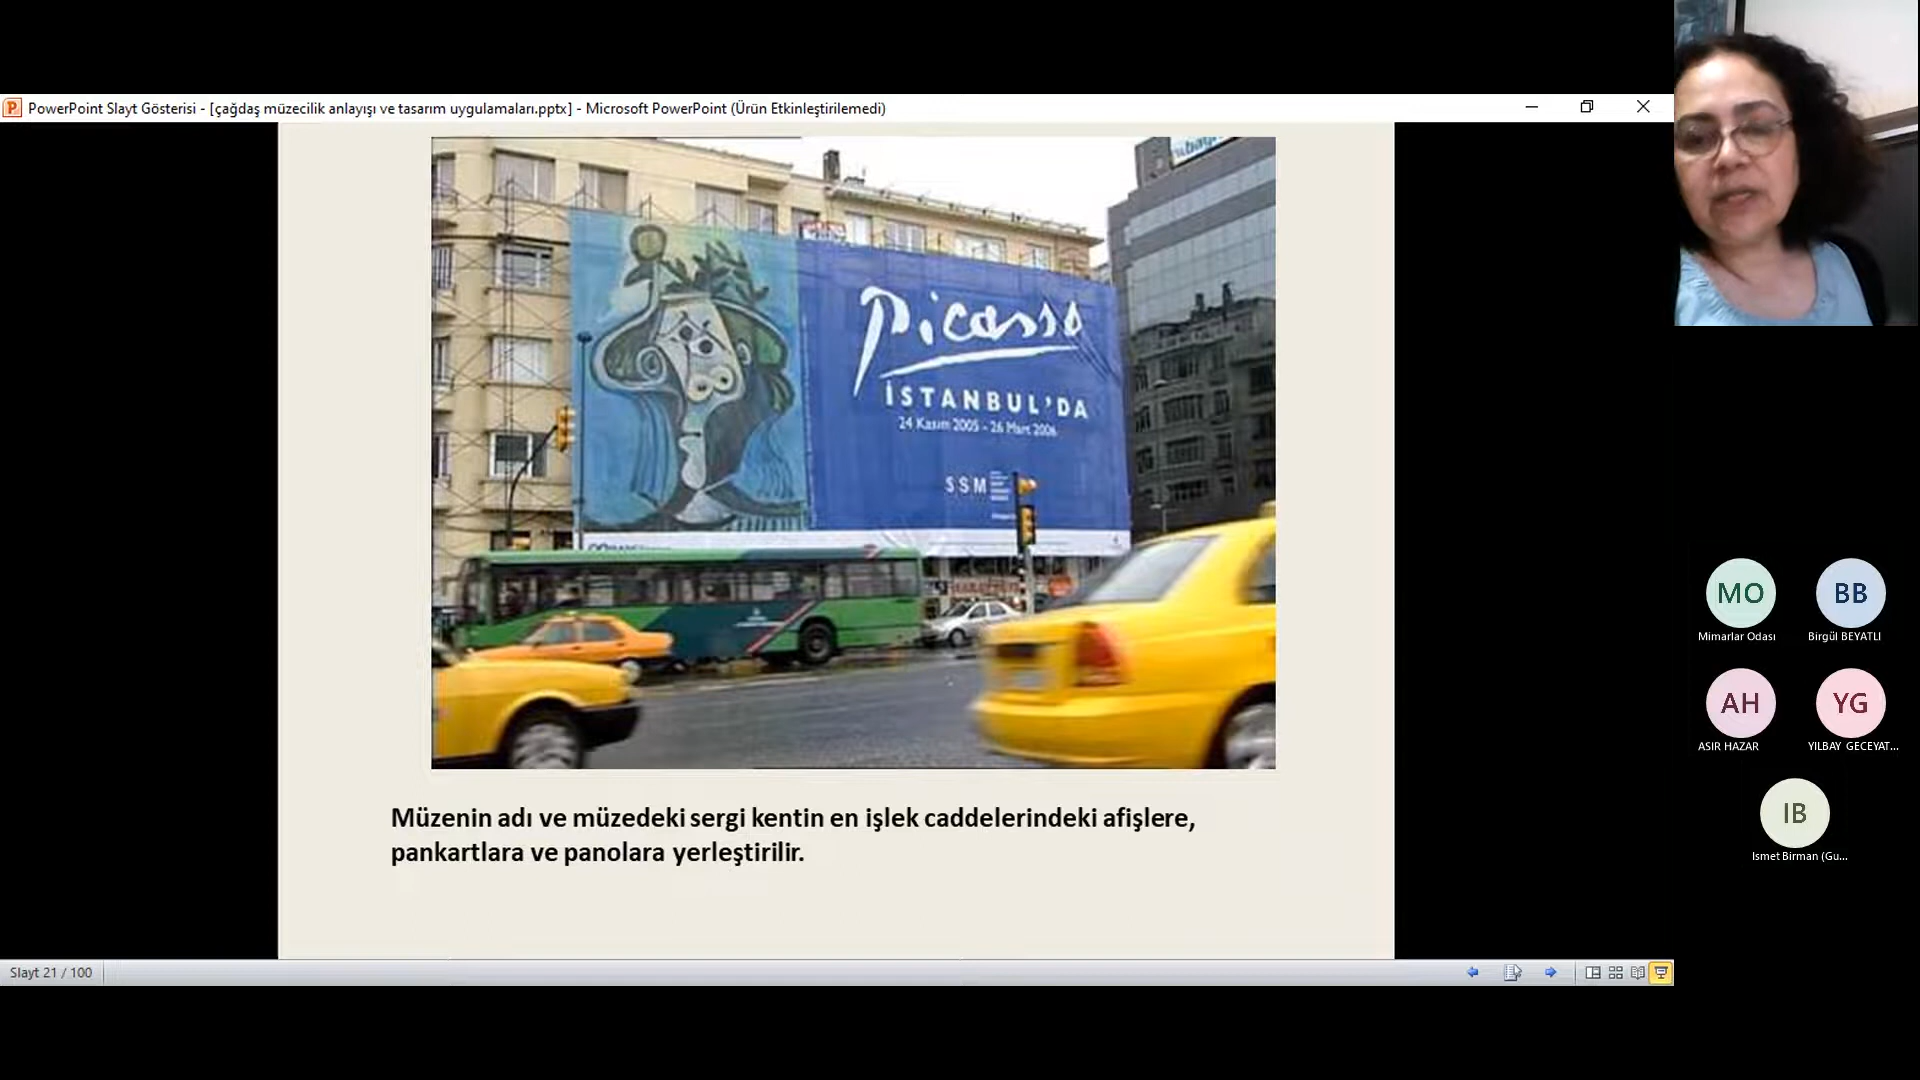 PowerPoint Slayt Gösterisi - [çağdaş müzecilik anlayışı ve tasarım uygulamaları.pptx] - Microsoft PowerPoint (Ürün Etkinleştirilemedi)
Picasso
İSTANBUL'DA
24 Kasım 2005 - 26 Mart 2006
SSM
Müzenin adı ve müzedeki sergi kentin en işlek caddelerindeki afişlere,
pankartlara ve panolara yerleştirilir.
Slayt 21 / 100
MO
Mimarlar Odası
BB
Birgül BEYATLI
AH
ASIR HAZAR
YG
YILBAY GECEYAT...
IB
Ismet Birman (Gu...